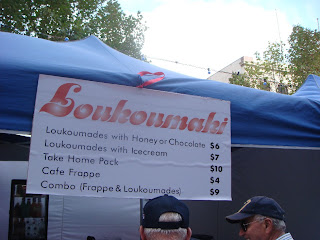 Loukoumaki
Loukoumades with Honey or Chocolate $6
Loukoumades with Icecream $7
Take Home Pack $10
Cafe Frappe $4
Combo (Frappe & Loukoumades) $9